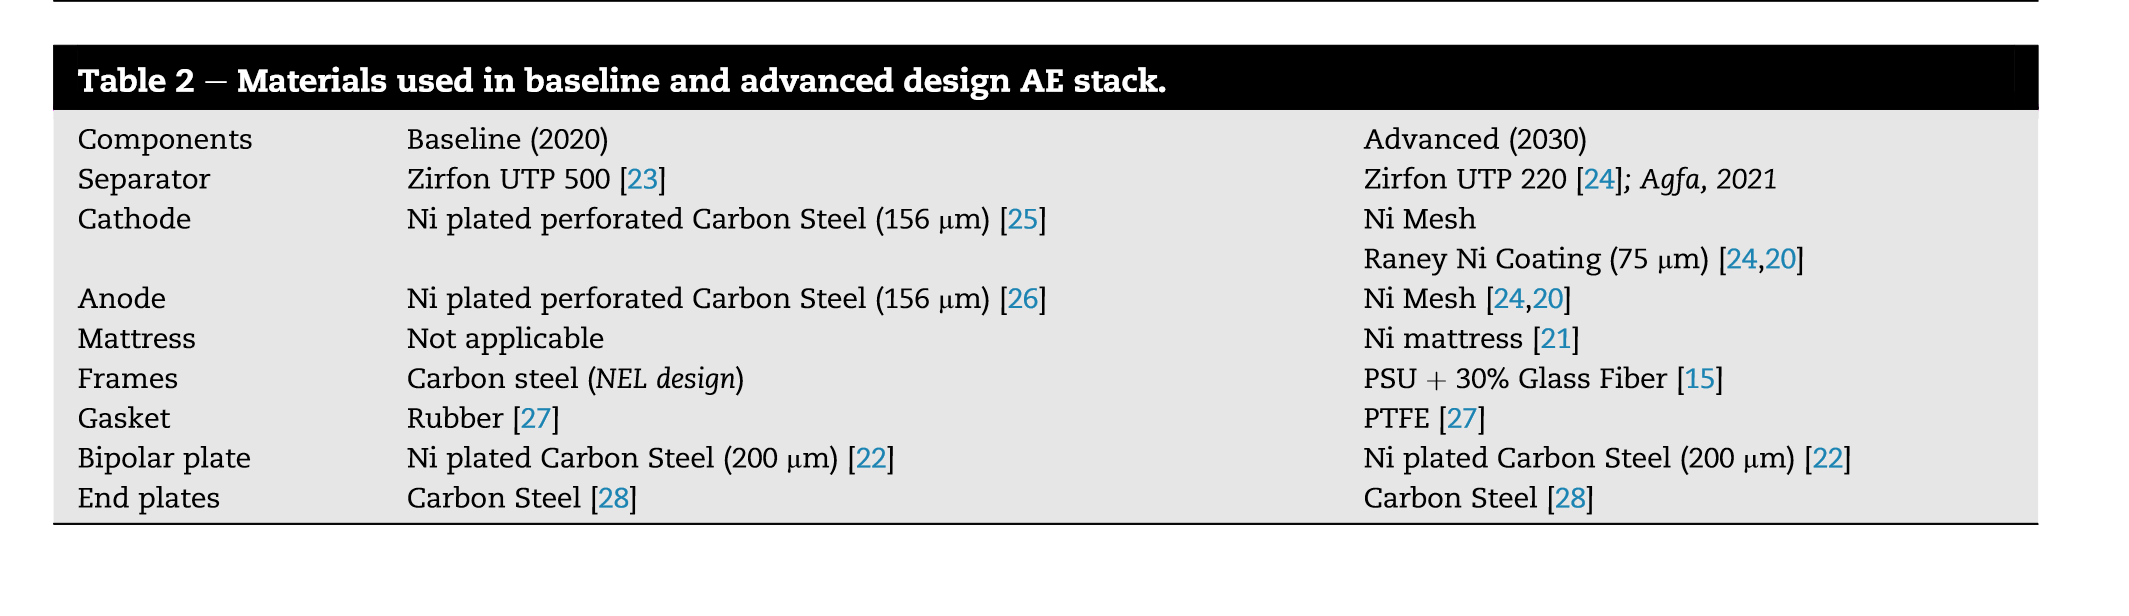 Table 2 – Materials used in baseline and advanced design AE stack.
Components Baseline (2020) Advanced (2030)
Separator Zirfon UTP 500 [23] Zirfon UTP 220 [24]; Agfa, 2021
Cathode Ni plated perforated Carbon Steel (156 μm) [25] Ni Mesh
Raney Ni Coating (75 μm) [24,20]
Anode Ni plated perforated Carbon Steel (156 μm) [26] Ni Mesh [24,20]
Mattress Not applicable Ni mattress [21]
Frames Carbon steel (NEL design) PSU + 30% Glass Fiber [15]
Gasket Rubber [27] PTFE [27]
Bipolar plate Ni plated Carbon Steel (200 μm) [22] Ni plated Carbon Steel (200 μm) [22]
End plates Carbon Steel [28] Carbon Steel [28]